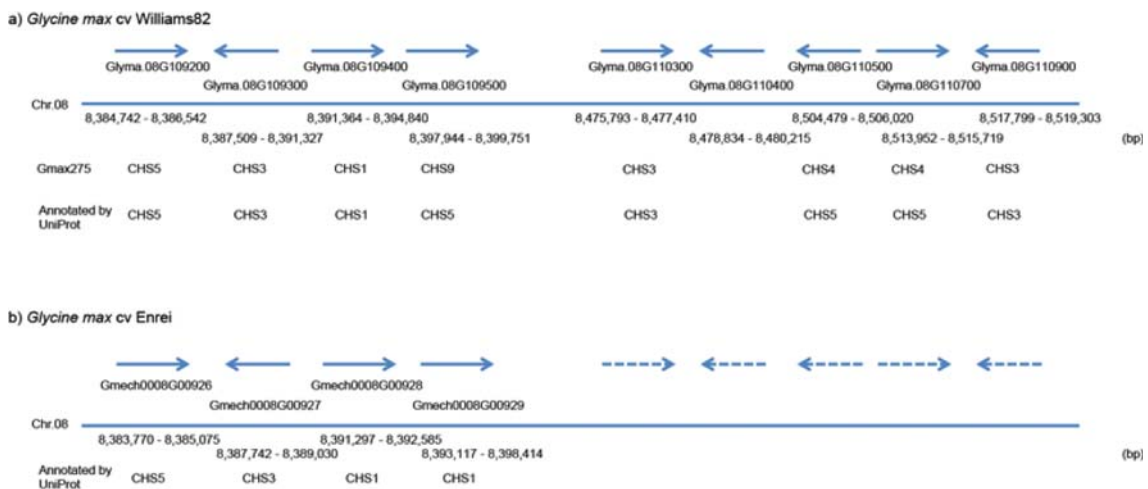 a) Glycine max cv Williams82
Glyma.08G109200 Glyma.08G109400 Glyma.08G110300 Glyma.08G110500 Glyma.08G110900
Glyma.08G109300 Glyma.08G109500 Glyma.08G110400 Glyma.08G110700
Chr.08
8,384,742 - 8,386,542 8,391,364 - 8,394,840 8,475,793 - 8,477,410 8,504,479 - 8,506,020 8,517,799 - 8,519,303
8,387,509 - 8,391,327 8,397,944 - 8,399,751 8,478,834 - 8,480,215 8,513,952 - 8,515,719 (bp)
Gmax275 CHS5 CHS3 CHS1 CHS9 CHS3 CHS4 CHS4 CHS3
Annotated by
UniProt CHS5 CHS3 CHS1 CHS5 CHS3 CHS5 CHS5 CHS3
b) Glycine max cv Enrei
Gmech0008G00926 Gmech0008G00928
Gmech0008G00927 Gmech0008G00929
Chr.08
8,383,770 - 8,385,075 8,391,297 - 8,392,585
8,387,742 - 8,389,030 8,393,117 - 8,398,414 (bp)
Annotated by
UniProt CHS5 CHS3 CHS1 CHS1